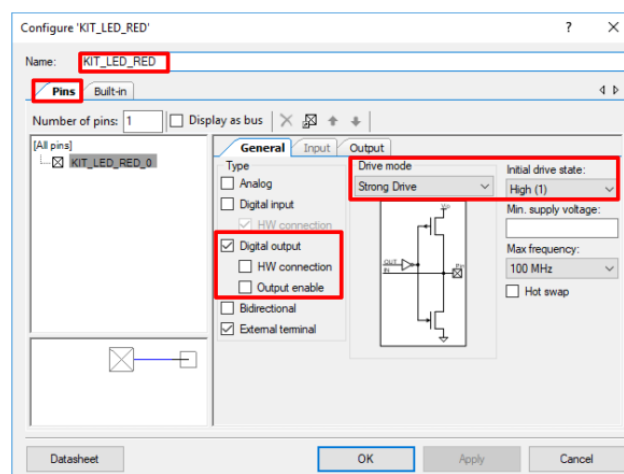 Configure 'KIT_LED_RED'
?
Name: KIT_LED_RED
Pins Built-in
Number of pins: 1 Display as bus
[All pins]
KIT_LED_RED_0
General Input Output
Type
Analog
Digital input
HW connection
Digital output
HW connection
Output enable
Bidirectional
External terminal
Drive mode
Strong Drive
OUT
IN
Pin
Initial drive state:
High (1)
Min. supply voltage:
Max frequency:
100 MHz
Hot swap
Datasheet OK Apply Cancel